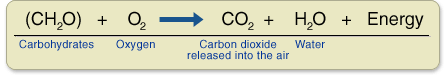 (CH₂O) + O₂ → CO₂ + H₂O + Energy
Carbohydrates Oxygen Carbon dioxide Water
released into the air